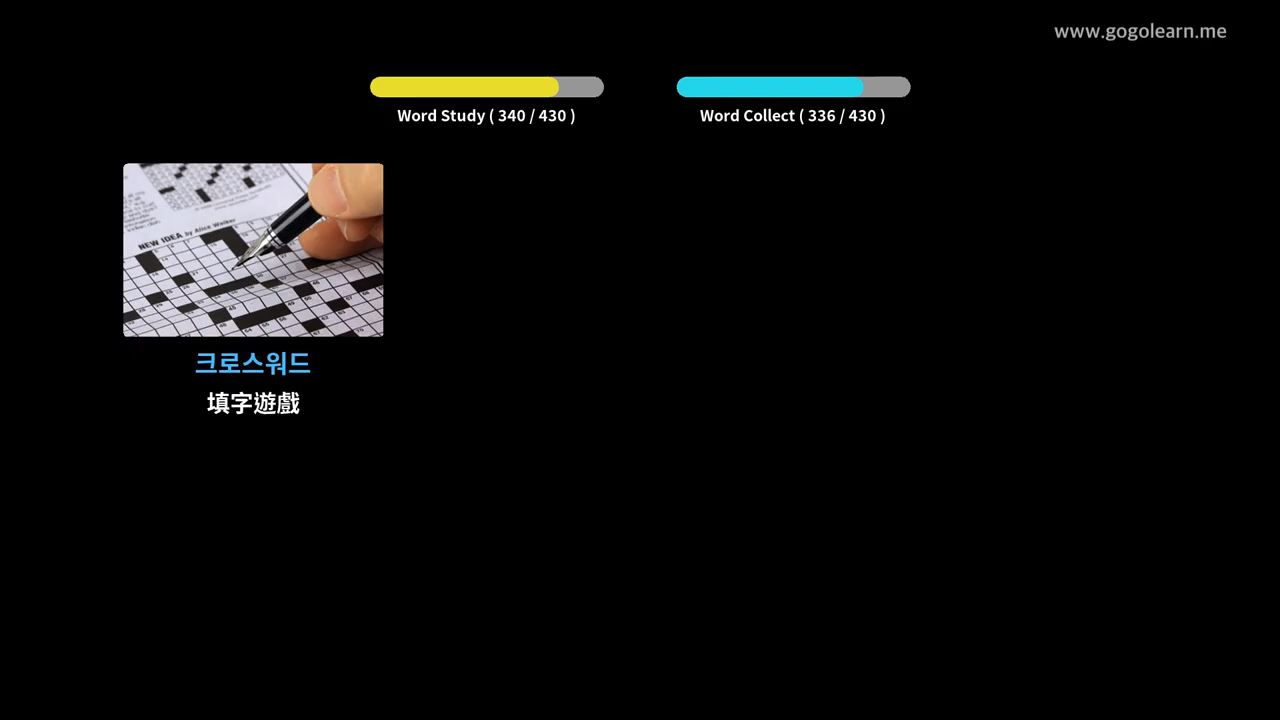 www.gogolearn.me
Word Study ( 340 / 430 )
Word Collect ( 336 / 430 )
NEW IDEA by Alice Walker
크로스워드
填字遊戲